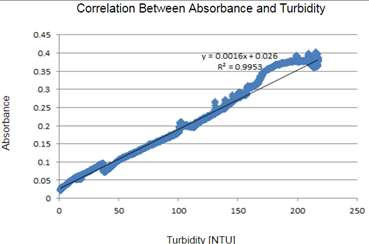 Correlation Between Absorbance and Turbidity
0.45
0.4
0.35
0.3
0.25
0.2
0.15
0.1
0.05
0
y = 0.0016x + 0.026
R² = 0.9953
Absorbance
0 50 100 150 200 250
Turbidity [NTU]